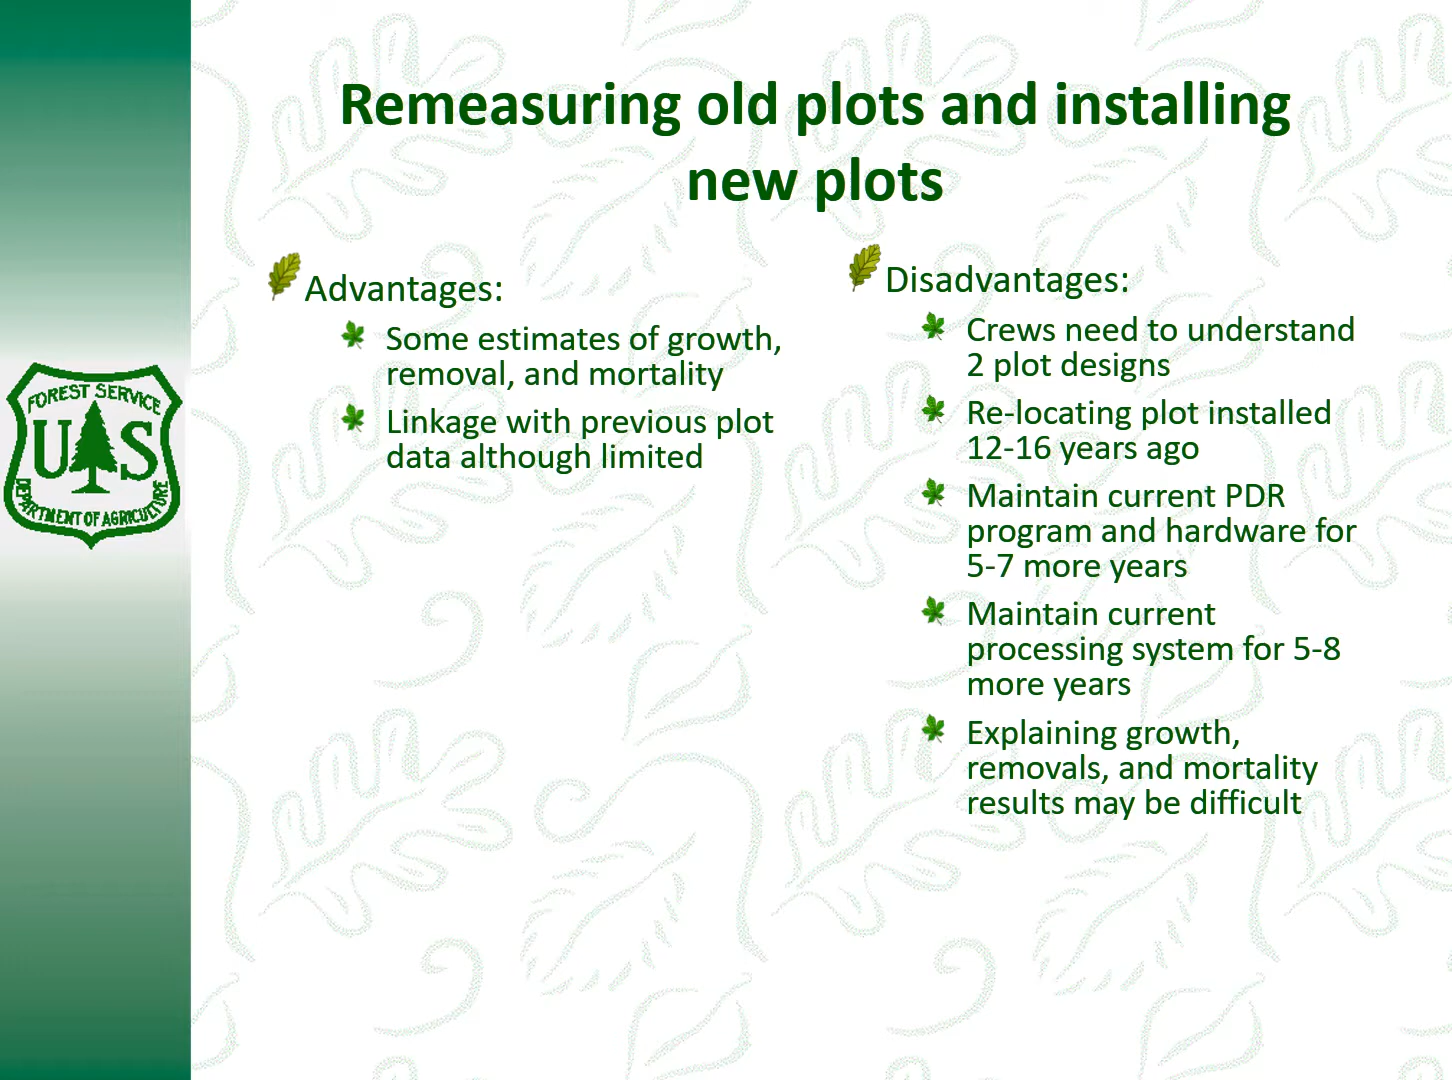 Remeasuring old plots and installing
new plots
FOREST SERVICE
U S
DEPARTMENT OF AGRICULTURE
Advantages:
Some estimates of growth,
removal, and mortality
Linkage with previous plot
data although limited
Disadvantages:
Crews need to understand
2 plot designs
Re-locating plot installed
12-16 years ago
Maintain current PDR
program and hardware for
5-7 more years
Maintain current
processing system for 5-8
more years
Explaining growth,
removals, and mortality
results may be difficult